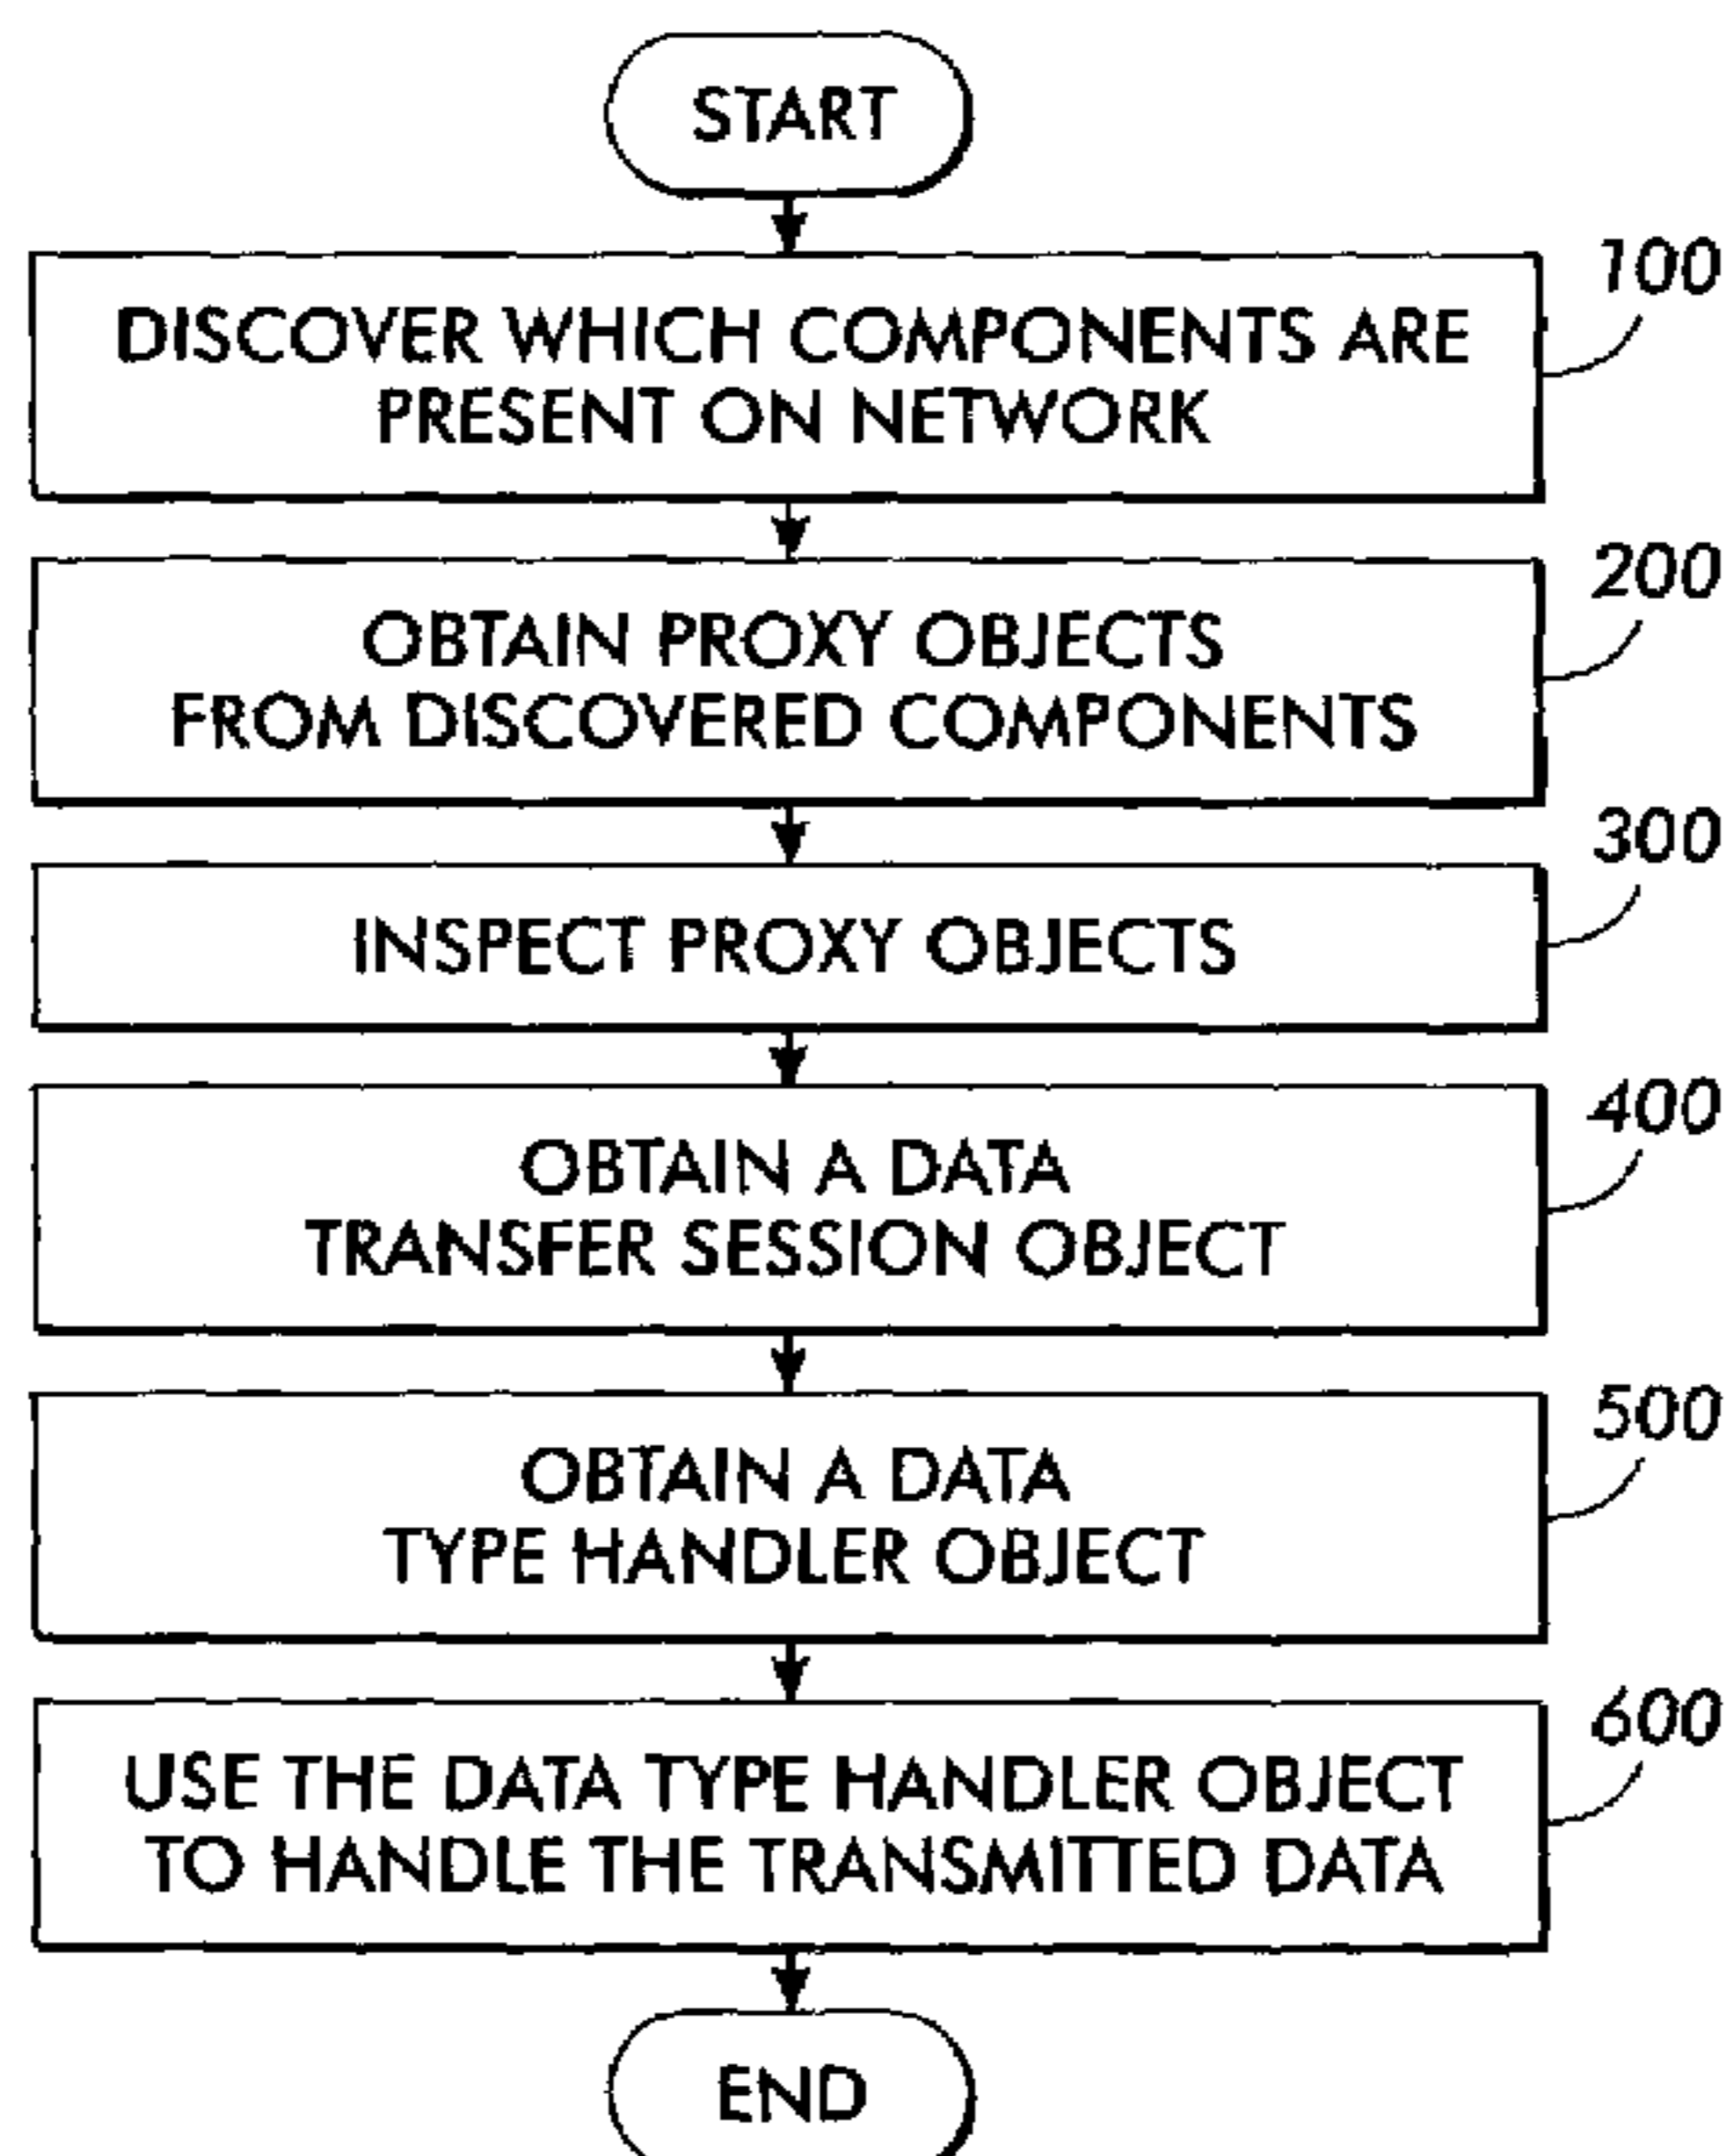 START
100
DISCOVER WHICH COMPONENTS ARE
PRESENT ON NETWORK
200
OBTAIN PROXY OBJECTS
FROM DISCOVERED COMPONENTS
300
INSPECT PROXY OBJECTS
400
OBTAIN A DATA
TRANSFER SESSION OBJECT
500
OBTAIN A DATA
TYPE HANDLER OBJECT
600
USE THE DATA TYPE HANDLER OBJECT
TO HANDLE THE TRANSMITTED DATA
END